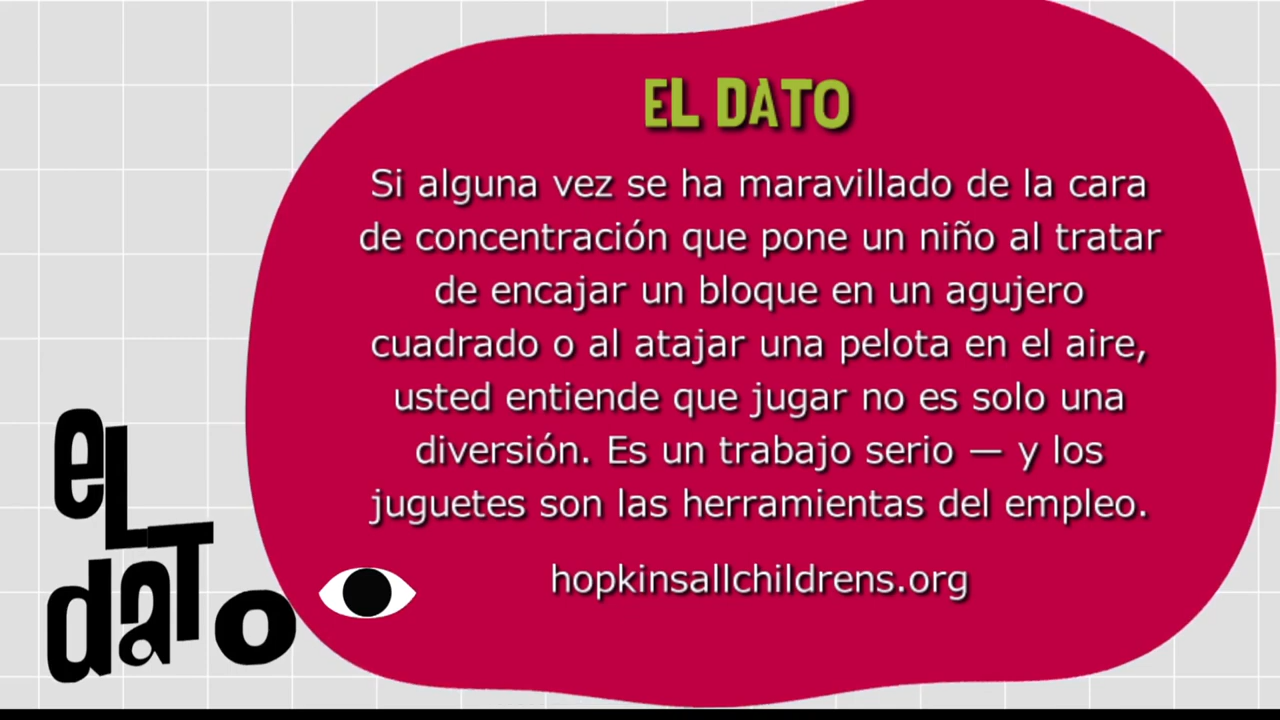 EL DATO
Si alguna vez se ha maravillado de la cara
de concentración que pone un niño al tratar
de encajar un bloque en un agujero
cuadrado o al atajar una pelota en el aire,
usted entiende que jugar no es solo una
diversión. Es un trabajo serio — y los
juguetes son las herramientas del empleo.
hopkinsallchildrens.org
eL
daTo